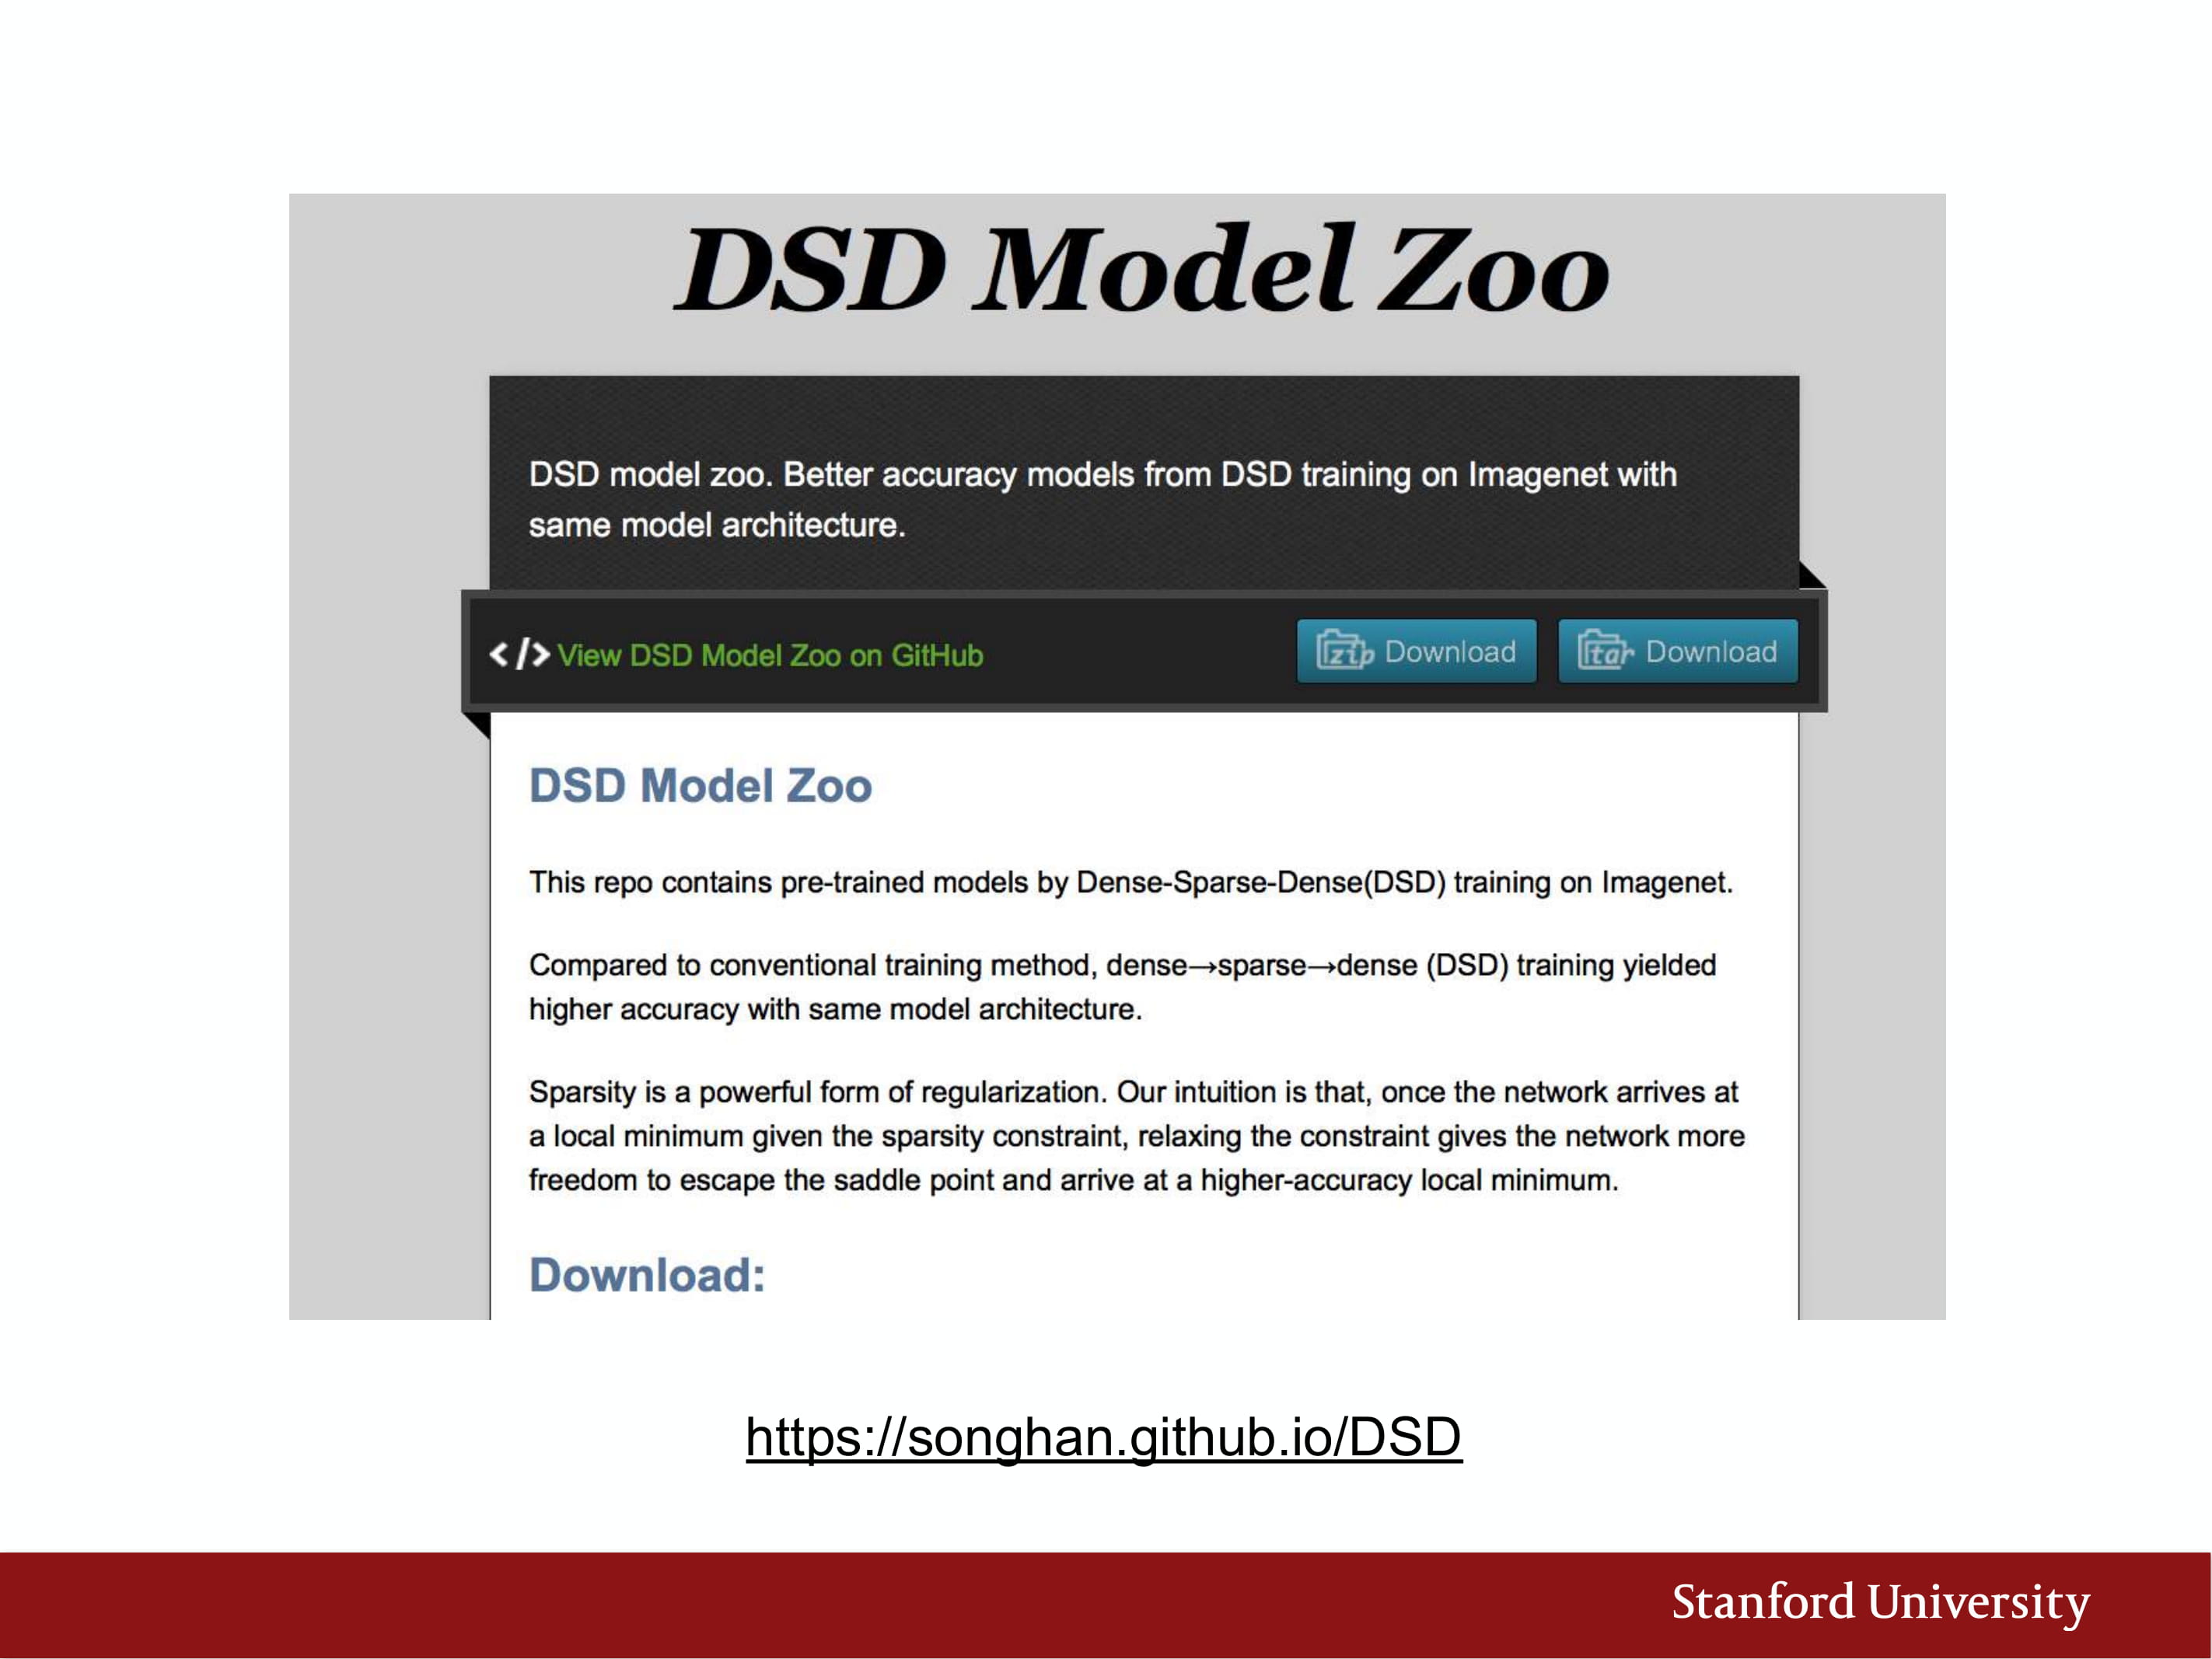 DSD Model Zoo
DSD model zoo. Better accuracy models from DSD training on Imagenet with
same model architecture.
</> View DSD Model Zoo on GitHub
zip Download
tar Download
DSD Model Zoo
This repo contains pre-trained models by Dense-Sparse-Dense(DSD) training on Imagenet.
Compared to conventional training method, dense→sparse→dense (DSD) training yielded
higher accuracy with same model architecture.
Sparsity is a powerful form of regularization. Our intuition is that, once the network arrives at
a local minimum given the sparsity constraint, relaxing the constraint gives the network more
freedom to escape the saddle point and arrive at a higher-accuracy local minimum.
Download:
https://songhan.github.io/DSD
Stanford University